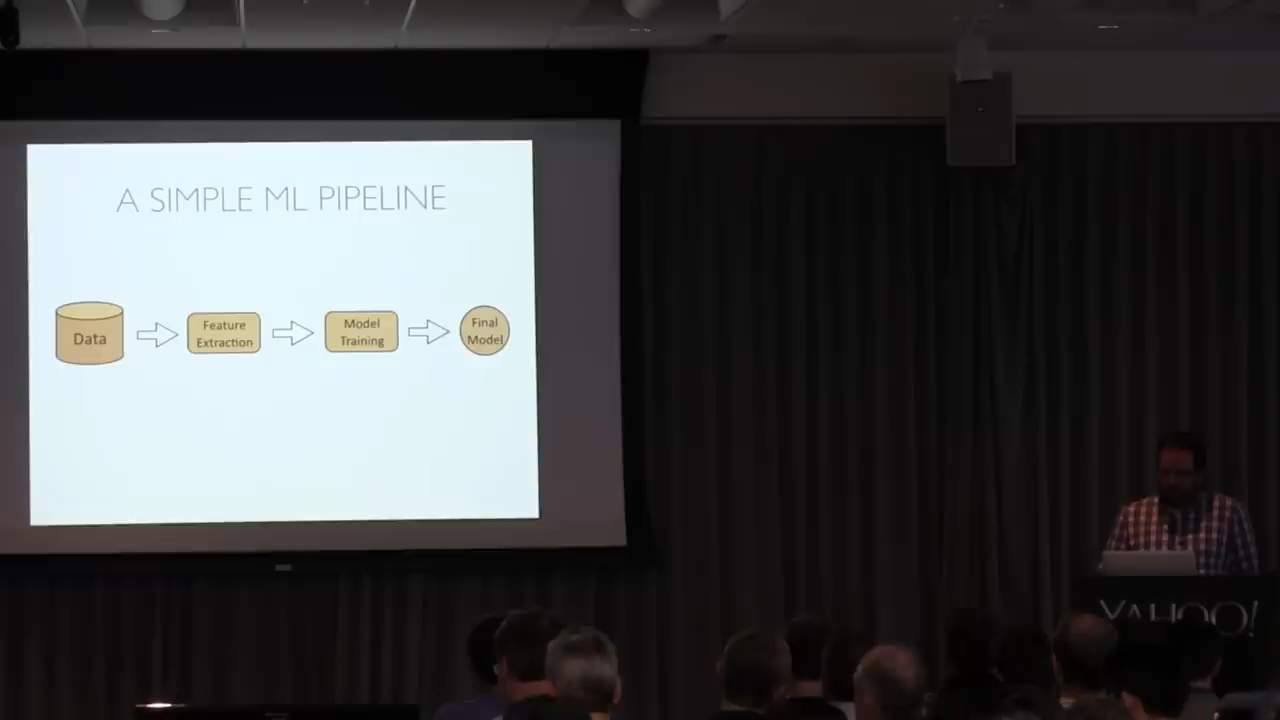 A SIMPLE ML PIPELINE
Data
Feature
Extraction
Model
Training
Final
Model
YAHOO!